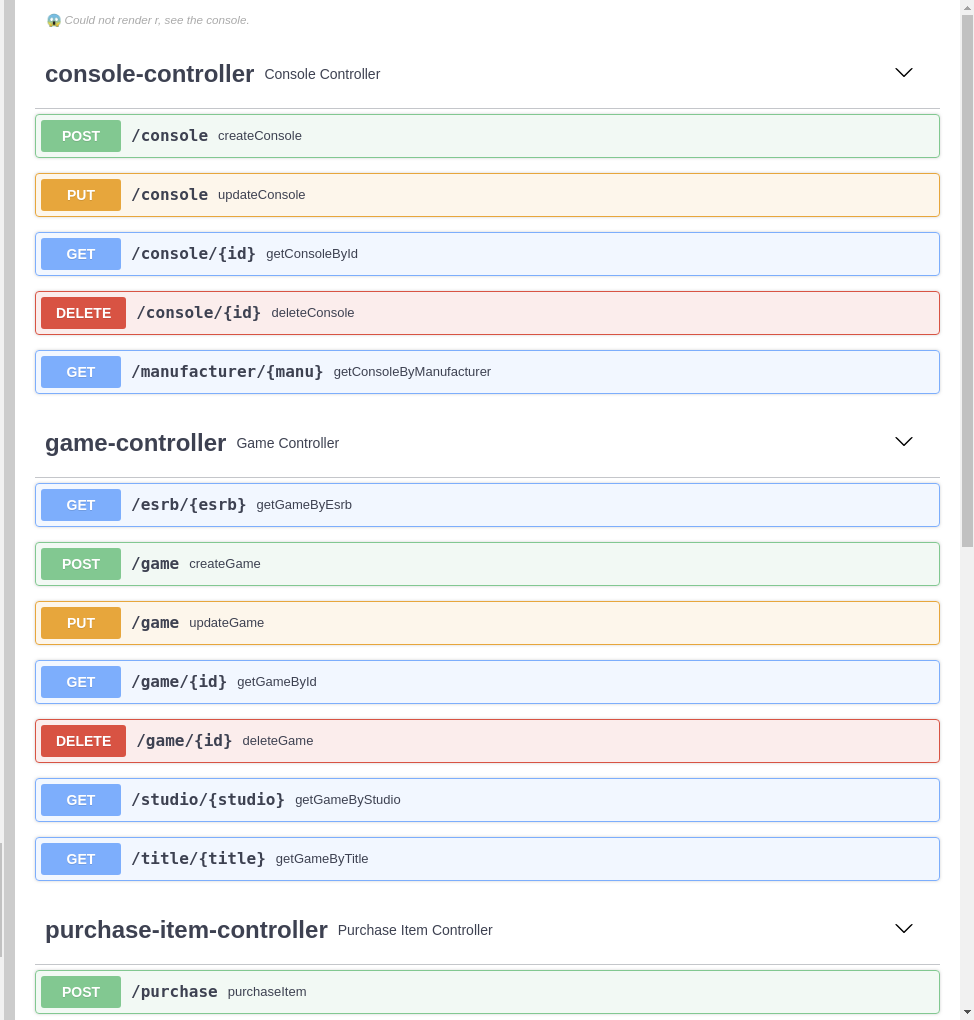 😱 Could not render r, see the console.
console-controller Console Controller
POST /console createConsole
PUT /console updateConsole
GET /console/{id} getConsoleById
DELETE /console/{id} deleteConsole
GET /manufacturer/{manu} getConsoleByManufacturer
game-controller Game Controller
GET /esrb/{esrb} getGameByEsrb
POST /game createGame
PUT /game updateGame
GET /game/{id} getGameById
DELETE /game/{id} deleteGame
GET /studio/{studio} getGameByStudio
GET /title/{title} getGameByTitle
purchase-item-controller Purchase Item Controller
POST /purchase purchaseItem